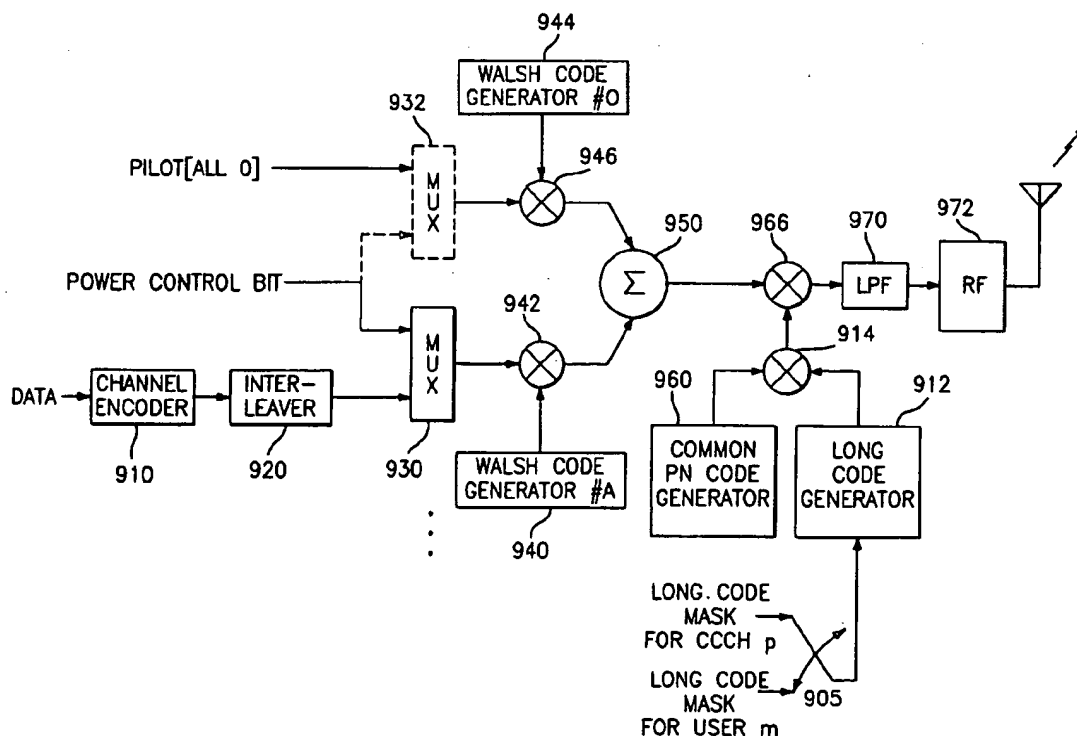 944
WALSH CODE
GENERATOR #0
932
PILOT[ALL 0]
MUX
946
950
966
970
972
Σ
LPF
RF
POWER CONTROL BIT
942
914
MUX
DATA
CHANNEL
ENCODER
INTER-
LEAVER
910
920
930
WALSH CODE
GENERATOR #A
940
960
COMMON
PN CODE
GENERATOR
912
LONG
CODE
GENERATOR
LONG. CODE
MASK
FOR CCCH p
LONG CODE
MASK
FOR USER m
905